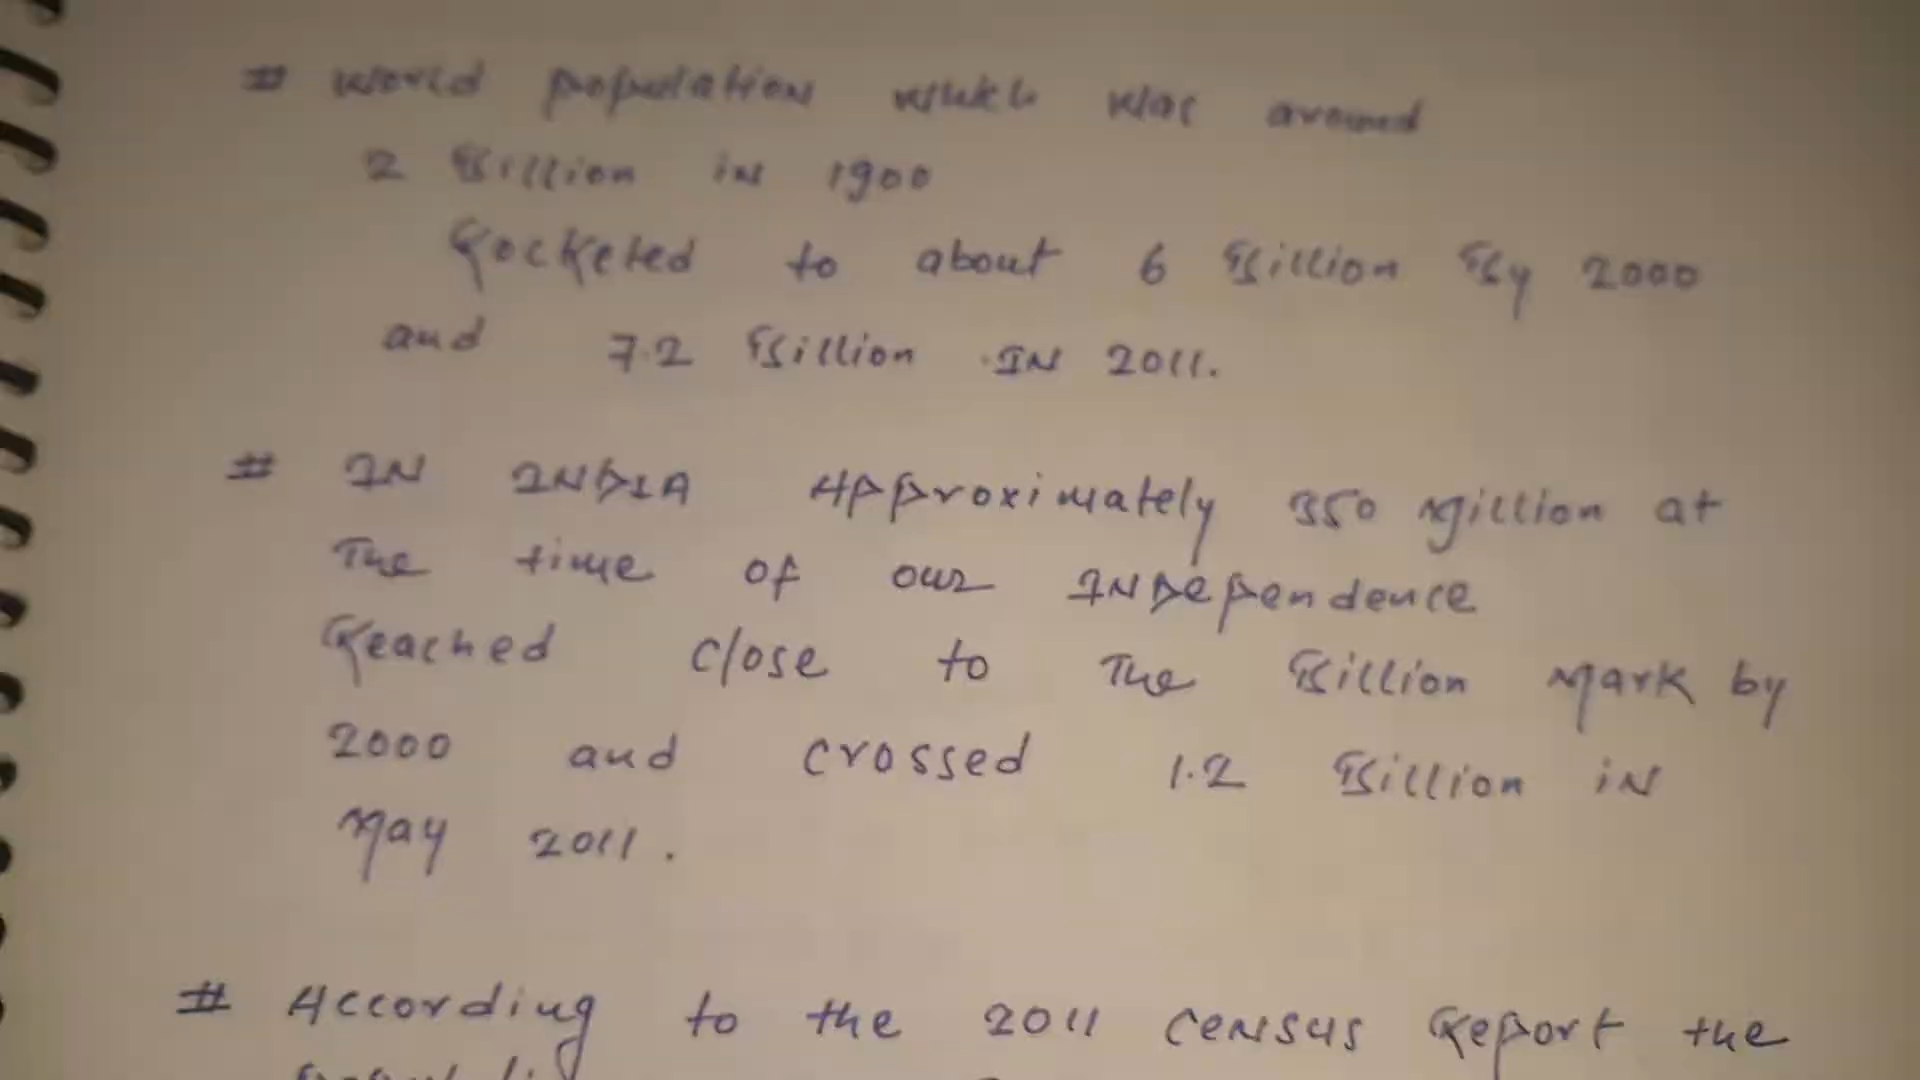 # World population which was around
2 Billion in 1900
Rocketed to about 6 Billion By 2000
and 7.2 Billion IN 2011.
# IN INDIA Approximately 350 Million at
The time of our INDependence
Reached close to The Billion Mark by
2000 and crossed 1.2 Billion iN
May 2011.
# According to the 2011 CENSUS Report the